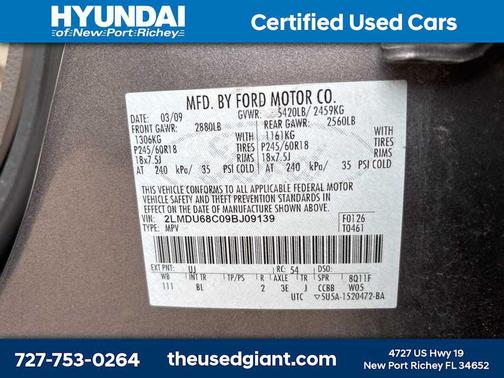 HYUNDAI
of New Port Richey
Certified Used Cars
MFD. BY FORD MOTOR CO.
03/09 GVWR: 5420LB/ 2459KG
FRONT GAWR: 2880LB REAR GAWR: 2560LB
1306KG 1161KG
P245/60R18 TIRES P245/60R18 TIRES
18x7.5J RIMS 18x7.5J RIMS
AT 240 kPa/ 35 PSI COLD AT 240 kPa/ 35 PSI COLD
THIS VEHICLE CONFORMS TO ALL APPLICABLE FEDERAL MOTOR
VEHICLE SAFETY AND THEFT PREVENTION STANDARDS IN EFFECT
ON THE DATE OF MANUFACTURE SHOWN ABOVE.
VIN: 2LMDU68C09BJ09139 F0126
TYPE: MPV T0461
EXT PNT: UJ RC: 54 DSO:
WB INT TR TP/PS R AXLE TR SPR 8Q11F
111 BL 2 3E J CCBB W05
UTC 5U5A-1520472-BA
727-753-0264
theusedgiant.com
4727 US Hwy 19
New Port Richey FL 34652